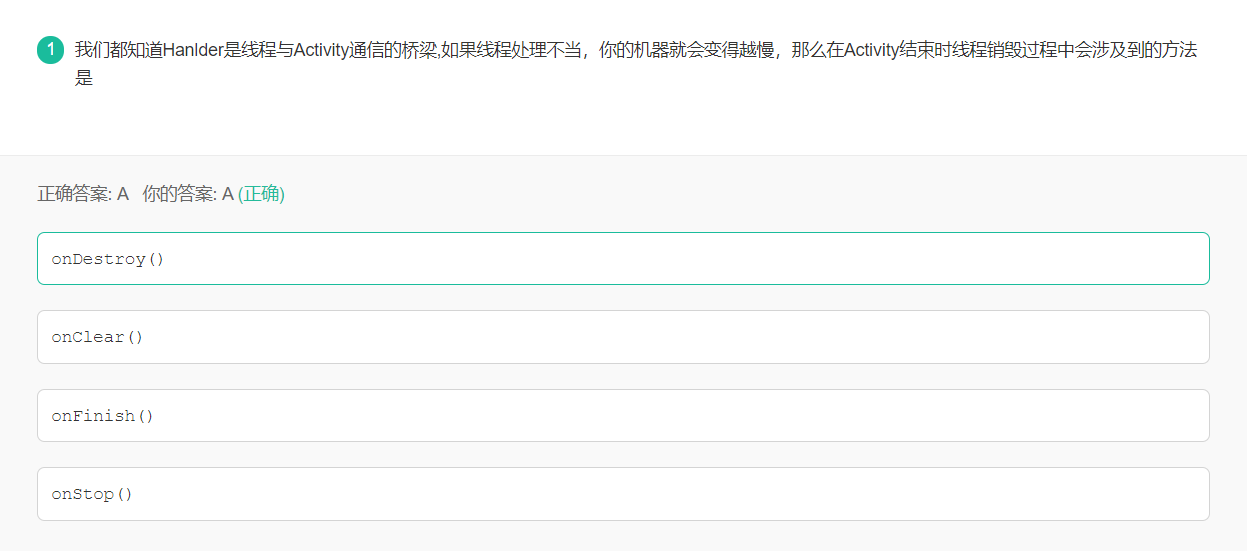 1 我们都知道Hanlder是线程与Activity通信的桥梁,如果线程处理不当，你的机器就会变得越慢，那么在Activity结束时线程销毁过程中会涉及到的方法
是
正确答案: A 你的答案: A (正确)
onDestroy()
onClear()
onFinish()
onStop()